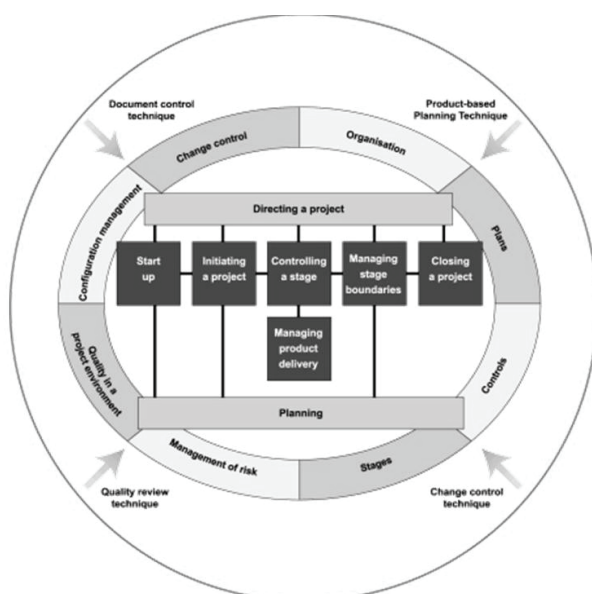 Document control
technique
Product-based
Planning Technique
Change control
Organisation
Configuration management
Plans
Directing a project
Start
up
Initiating
a project
Controlling
a stage
Managing
stage
boundaries
Closing
a project
Managing
product
delivery
Quality in a
project environment
Controls
Planning
Management of risk
Stages
Quality review
technique
Change control
technique